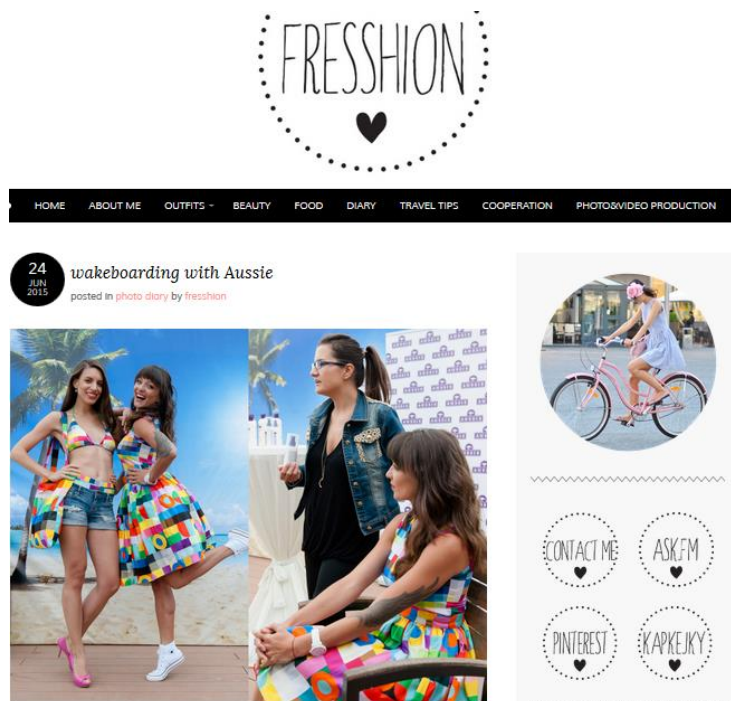 FRESSHION
HOME ABOUT ME OUTFITS BEAUTY FOOD DIARY TRAVEL TIPS COOPERATION PHOTO&VIDEO PRODUCTION
24
JUN
2015
wakeboarding with Aussie
posted in photo diary by fresshion
CONTACT ME
ASK.FM
PINTEREST
KAPKEJKY